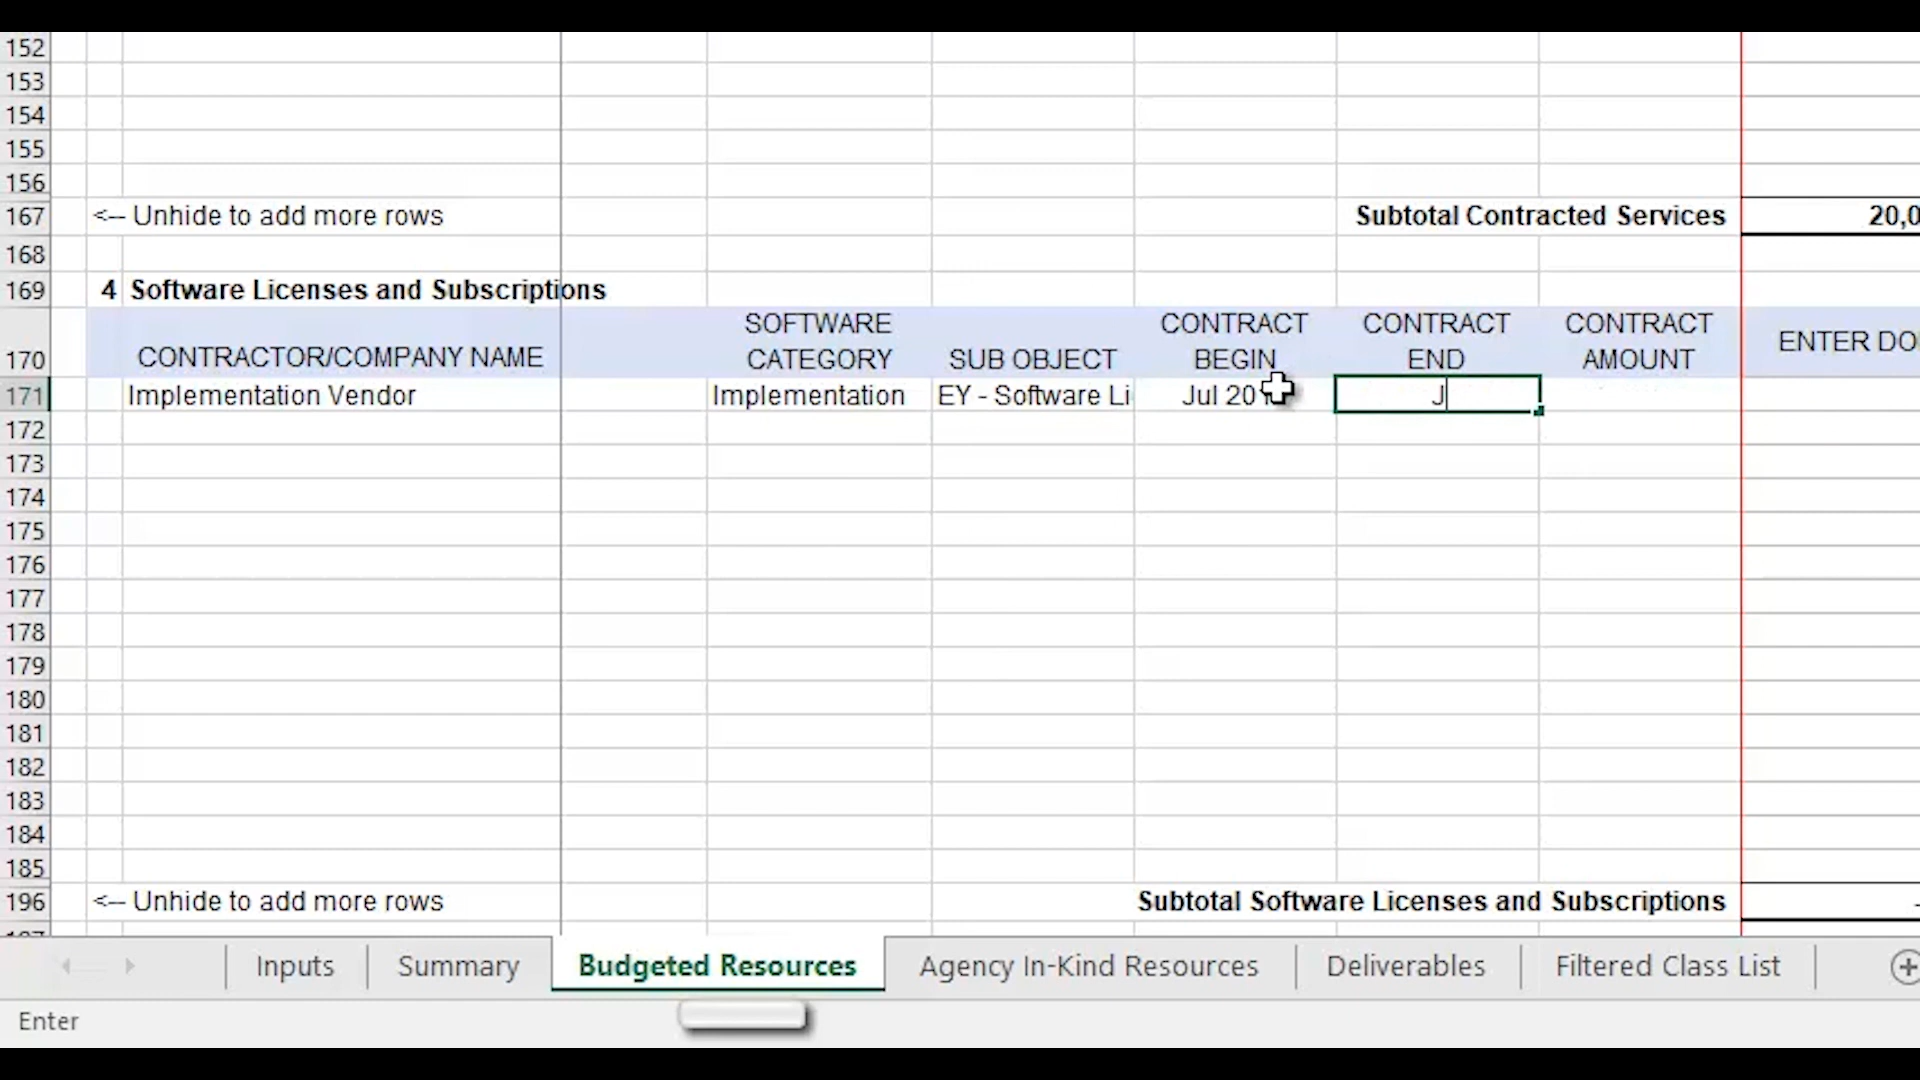 152
153
154
155
156
167 <-- Unhide to add more rows Subtotal Contracted Services 20,0
168
169 4 Software Licenses and Subscriptions
SOFTWARE CONTRACT CONTRACT CONTRACT ENTER DO
170 CONTRACTOR/COMPANY NAME CATEGORY SUB OBJECT BEGIN END AMOUNT
171 Implementation Vendor Implementation EY - Software Li Jul J
172
173
174
175
176
177
178
179
180
181
182
183
184
185
196 <-- Unhide to add more rows Subtotal Software Licenses and Subscriptions -
Inputs Summary Budgeted Resources Agency In-Kind Resources Deliverables Filtered Class List
Enter